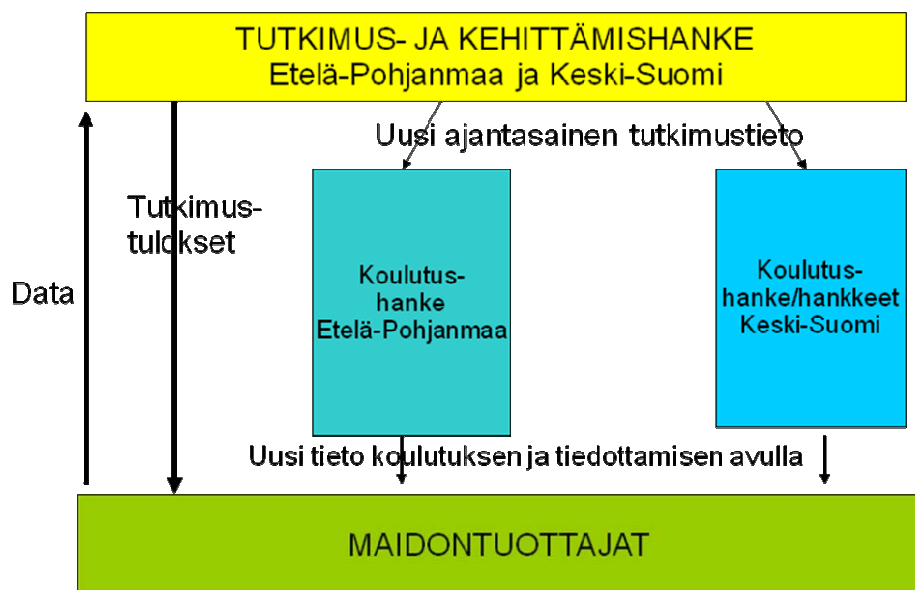 TUTKIMUS- JA KEHITTÄMISHANKE
Etelä-Pohjanmaa ja Keski-Suomi
Uusi ajantasainen tutkimustieto
Tutkimus-
tulokset
Data
Koulutus-
hanke
Etelä-Pohjanmaa
Koulutus-
hanke/hankkeet
Keski-Suomi
Uusi tieto koulutuksen ja tiedottamisen avulla
MAIDONTUOTTAJAT